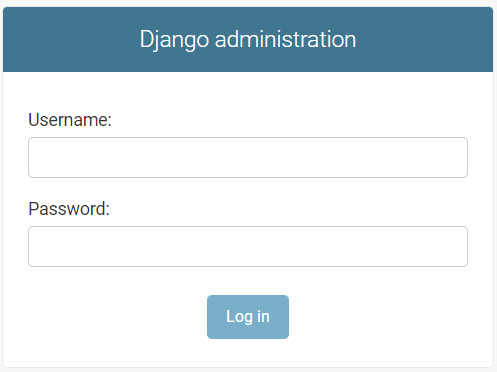 Django administration
Username:
Password:
Log in